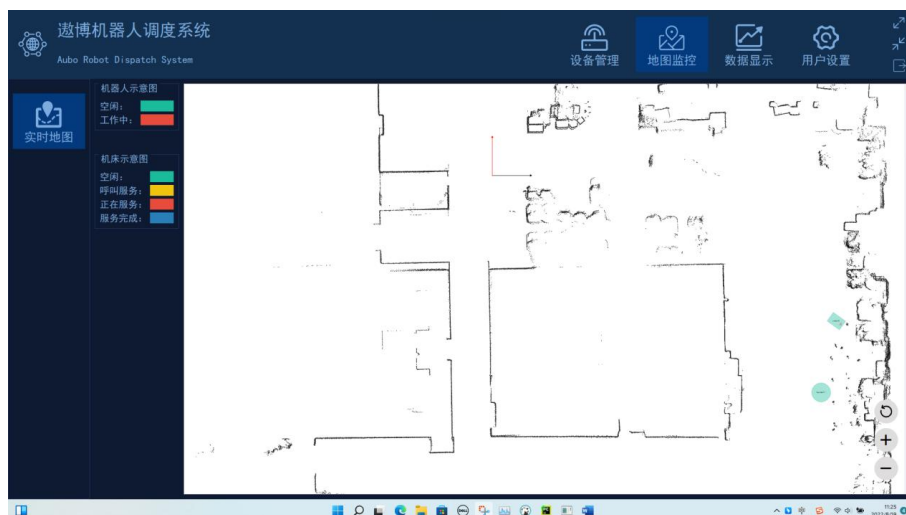 遨博机器人调度系统
Aubo Robot Dispatch System
设备管理
地图监控
数据显示
用户设置
实时地图
机器人示意图
空闲：
工作中：
机床示意图
空闲：
呼叫服务：
正在服务：
服务完成：
中
11:25